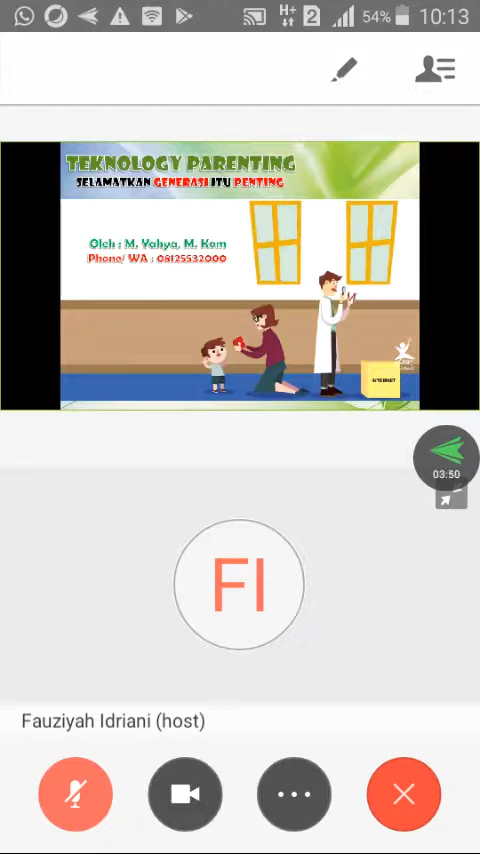 54% 10:13
TEKNOLOGY PARENTING
SELAMATKAN GENERASI ITU PENTING
Oleh : M. Yahya, M. Kom
Phone/ WA : 08125532000
INTERNET
03:50
FI
Fauziyah Idriani (host)